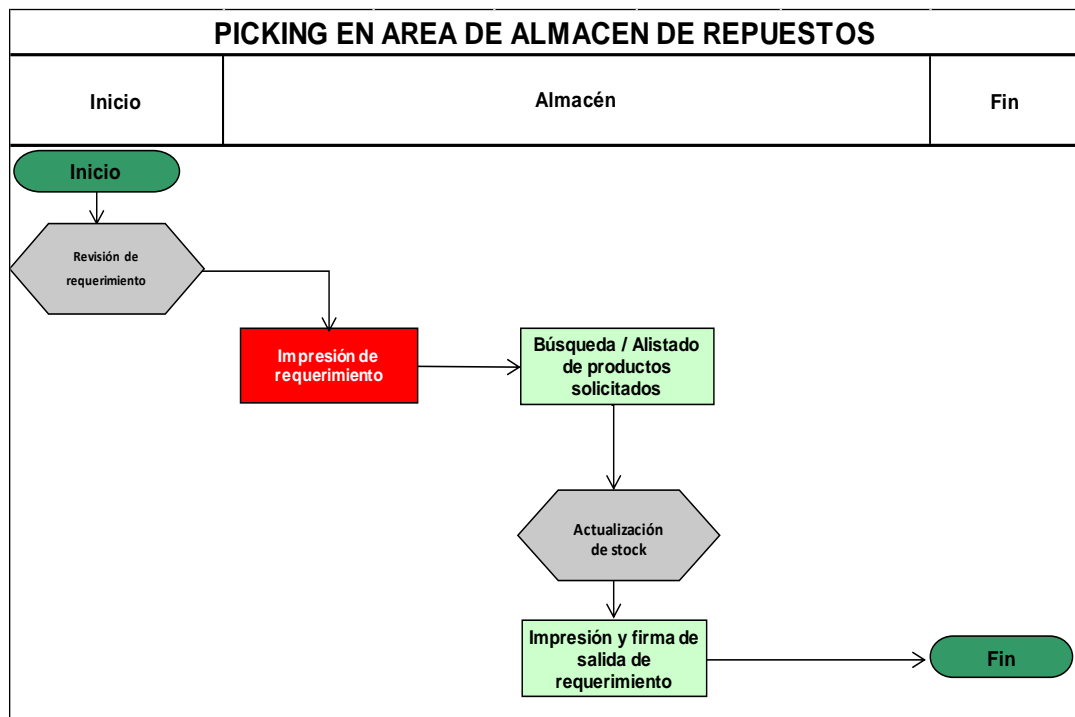 PICKING EN AREA DE ALMACEN DE REPUESTOS
Inicio
Almacén
Fin
Inicio
Revisión de
requerimiento
Impresión de
requerimiento
Búsqueda / Alistado
de productos
solicitados
Actualización
de stock
Impresión y firma de
salida de
requerimiento
Fin